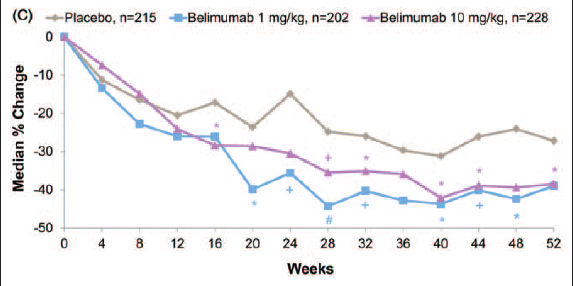 (C)
Placebo, n=215 Belimumab 1 mg/kg, n=202 Belimumab 10 mg/kg, n=228
Median % Change
0
-10
-20
-30
-40
-50
* + *
* * *
* + # + * + *
0 4 8 12 16 20 24 28 32 36 40 44 48 52
Weeks